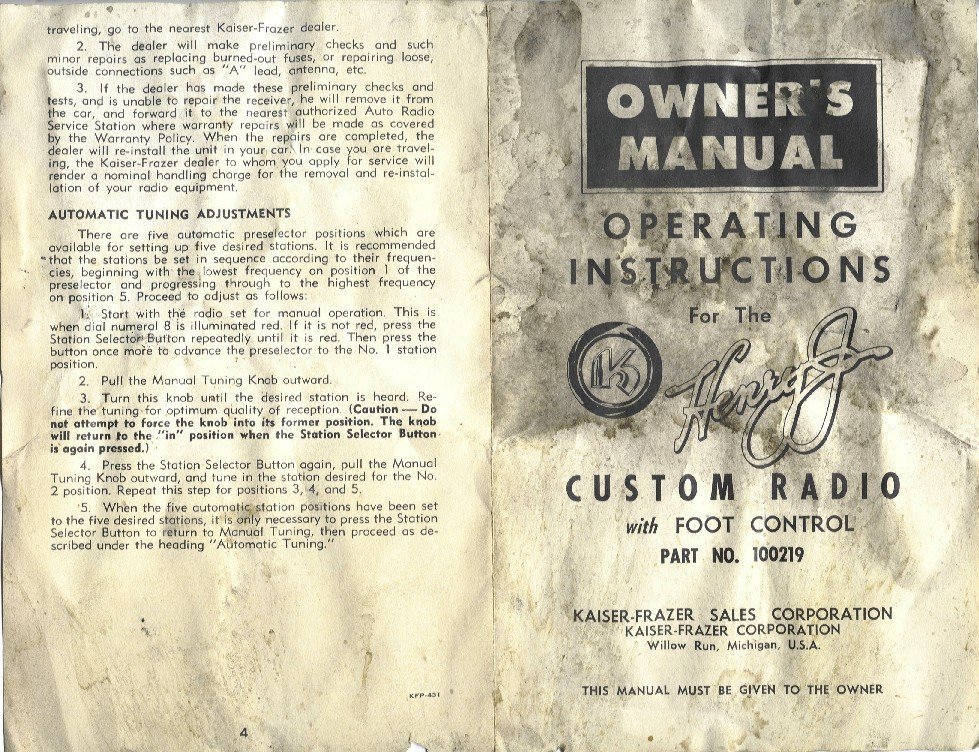 traveling, go to the nearest Kaiser-Frazer dealer.
2. The dealer will make preliminary checks and such
minor repairs as replacing burned-out fuses, or repairing loose,
outside connections such as "A" lead, antenna, etc.
3. If the dealer has made these preliminary checks and
tests, and is unable to repair the receiver, he will remove it from
the car, and forward it to the nearest authorized Auto Radio
Service Station where warranty repairs will be made as covered
by the Warranty Policy. When the repairs are completed, the
dealer will re-install the unit in your car. In case you are travel-
ing, the Kaiser-Frazer dealer to whom you apply for service will
render a nominal handling charge for the removal and re-instal-
lation of your radio equipment.
AUTOMATIC TUNING ADJUSTMENTS
There are five automatic preselector positions which are
available for setting up five desired stations. It is recommended
that the stations be set in sequence according to their frequen-
cies, beginning with the lowest frequency on position 1 of the
preselector and progressing through to the highest frequency
on position 5. Proceed to adjust as follows:
1. Start with the radio set for manual operation. This is
when dial numeral 8 is illuminated red. If it is not red, press the
Station Selector Button repeatedly until it is red. Then press the
button once more to advance the preselector to the No. 1 station
position.
2. Pull the Manual Tuning Knob outward.
3. Turn this knob until the desired station is heard. Re-
fine the tuning for optimum quality of reception. (Caution — Do
not attempt to force the knob into its former position. The knob
will return to the "in" position when the Station Selector Button
is again pressed.)
4. Press the Station Selector Button again, pull the Manual
Tuning Knob outward, and tune in the station desired for the No.
2 position. Repeat this step for positions 3, 4, and 5.
5. When the five automatic station positions have been set
to the five desired stations, it is only necessary to press the Station
Selector Button to return to Manual Tuning, then proceed as de-
scribed under the heading "Automatic Tuning."
KFP-431
4
OWNER'S
MANUAL
OPERATING
INSTRUCTIONS
For The
K
Henry J
CUSTOM RADIO
with FOOT CONTROL
PART NO. 100219
KAISER-FRAZER SALES CORPORATION
KAISER-FRAZER CORPORATION
Willow Run, Michigan, U.S.A.
THIS MANUAL MUST BE GIVEN TO THE OWNER